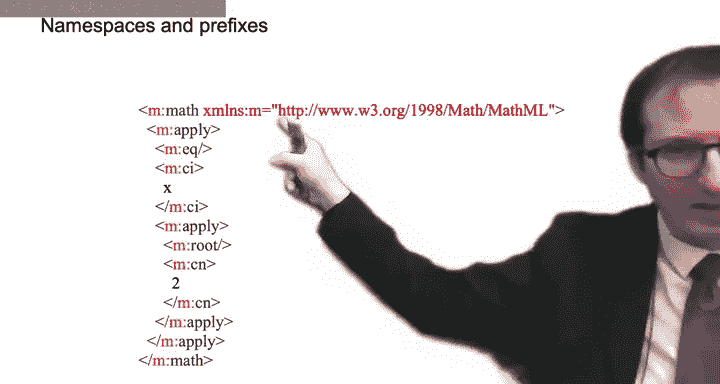 Namespaces and prefixes
<m:math xmlns:m="http://www.w3.org/1998/Math/MathML">
<m:apply>
<m:eq/>
<m:ci>
x
</m:ci>
<m:apply>
<m:root/>
<m:cn>
2
</m:cn>
</m:apply>
</m:apply>
</m:math>